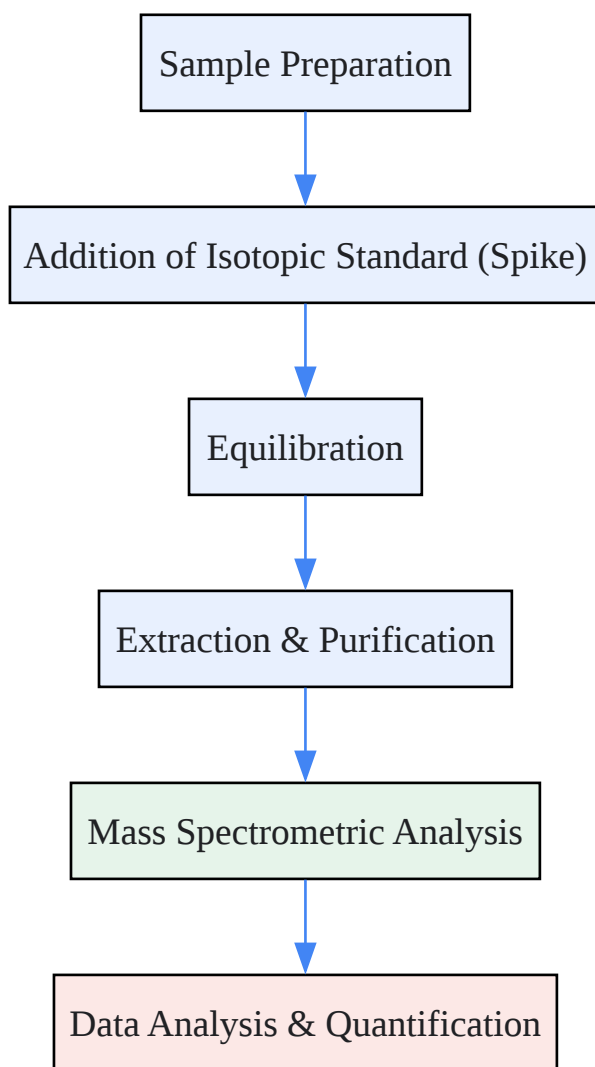 Sample Preparation
Addition of Isotopic Standard (Spike)
Equilibration
Extraction & Purification
Mass Spectrometric Analysis
Data Analysis & Quantification